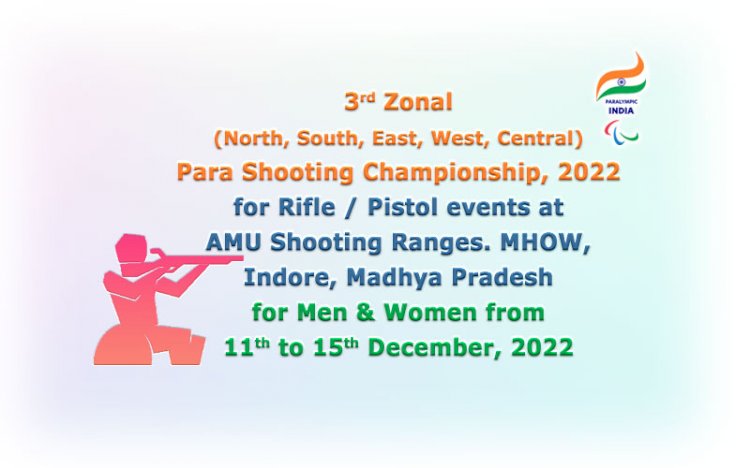 3rd Zonal
(North, South, East, West, Central)
Para Shooting Championship, 2022
for Rifle / Pistol events at
AMU Shooting Ranges. MHOW,
Indore, Madhya Pradesh
for Men & Women from
11th to 15th December, 2022
PARALYMPIC
INDIA